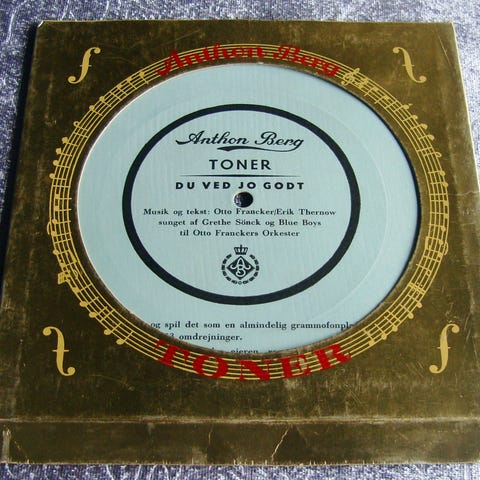 Anthon Berg
Anthon Berg
TONER
DU VED JO GODT
Musik og tekst: Otto Francker/Erik Thernow
sunget af Grethe Sönck og Blue Boys
til Otto Franckers Orkester
og spil det som en almindelig
omdrejninger.
TONER